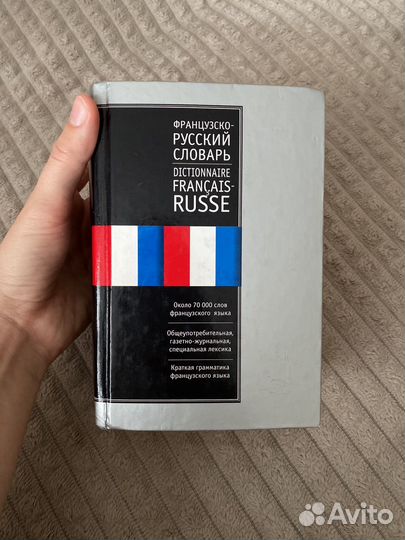 ФРАНЦУЗСКО-
РУССКИЙ
СЛОВАРЬ
DICTIONNAIRE
FRANÇAIS-
RUSSE
Около 70 000 слов
французского языка
Общеупотребительная,
газетно-журнальная,
специальная лексика
Краткая грамматика
французского языка
Avito